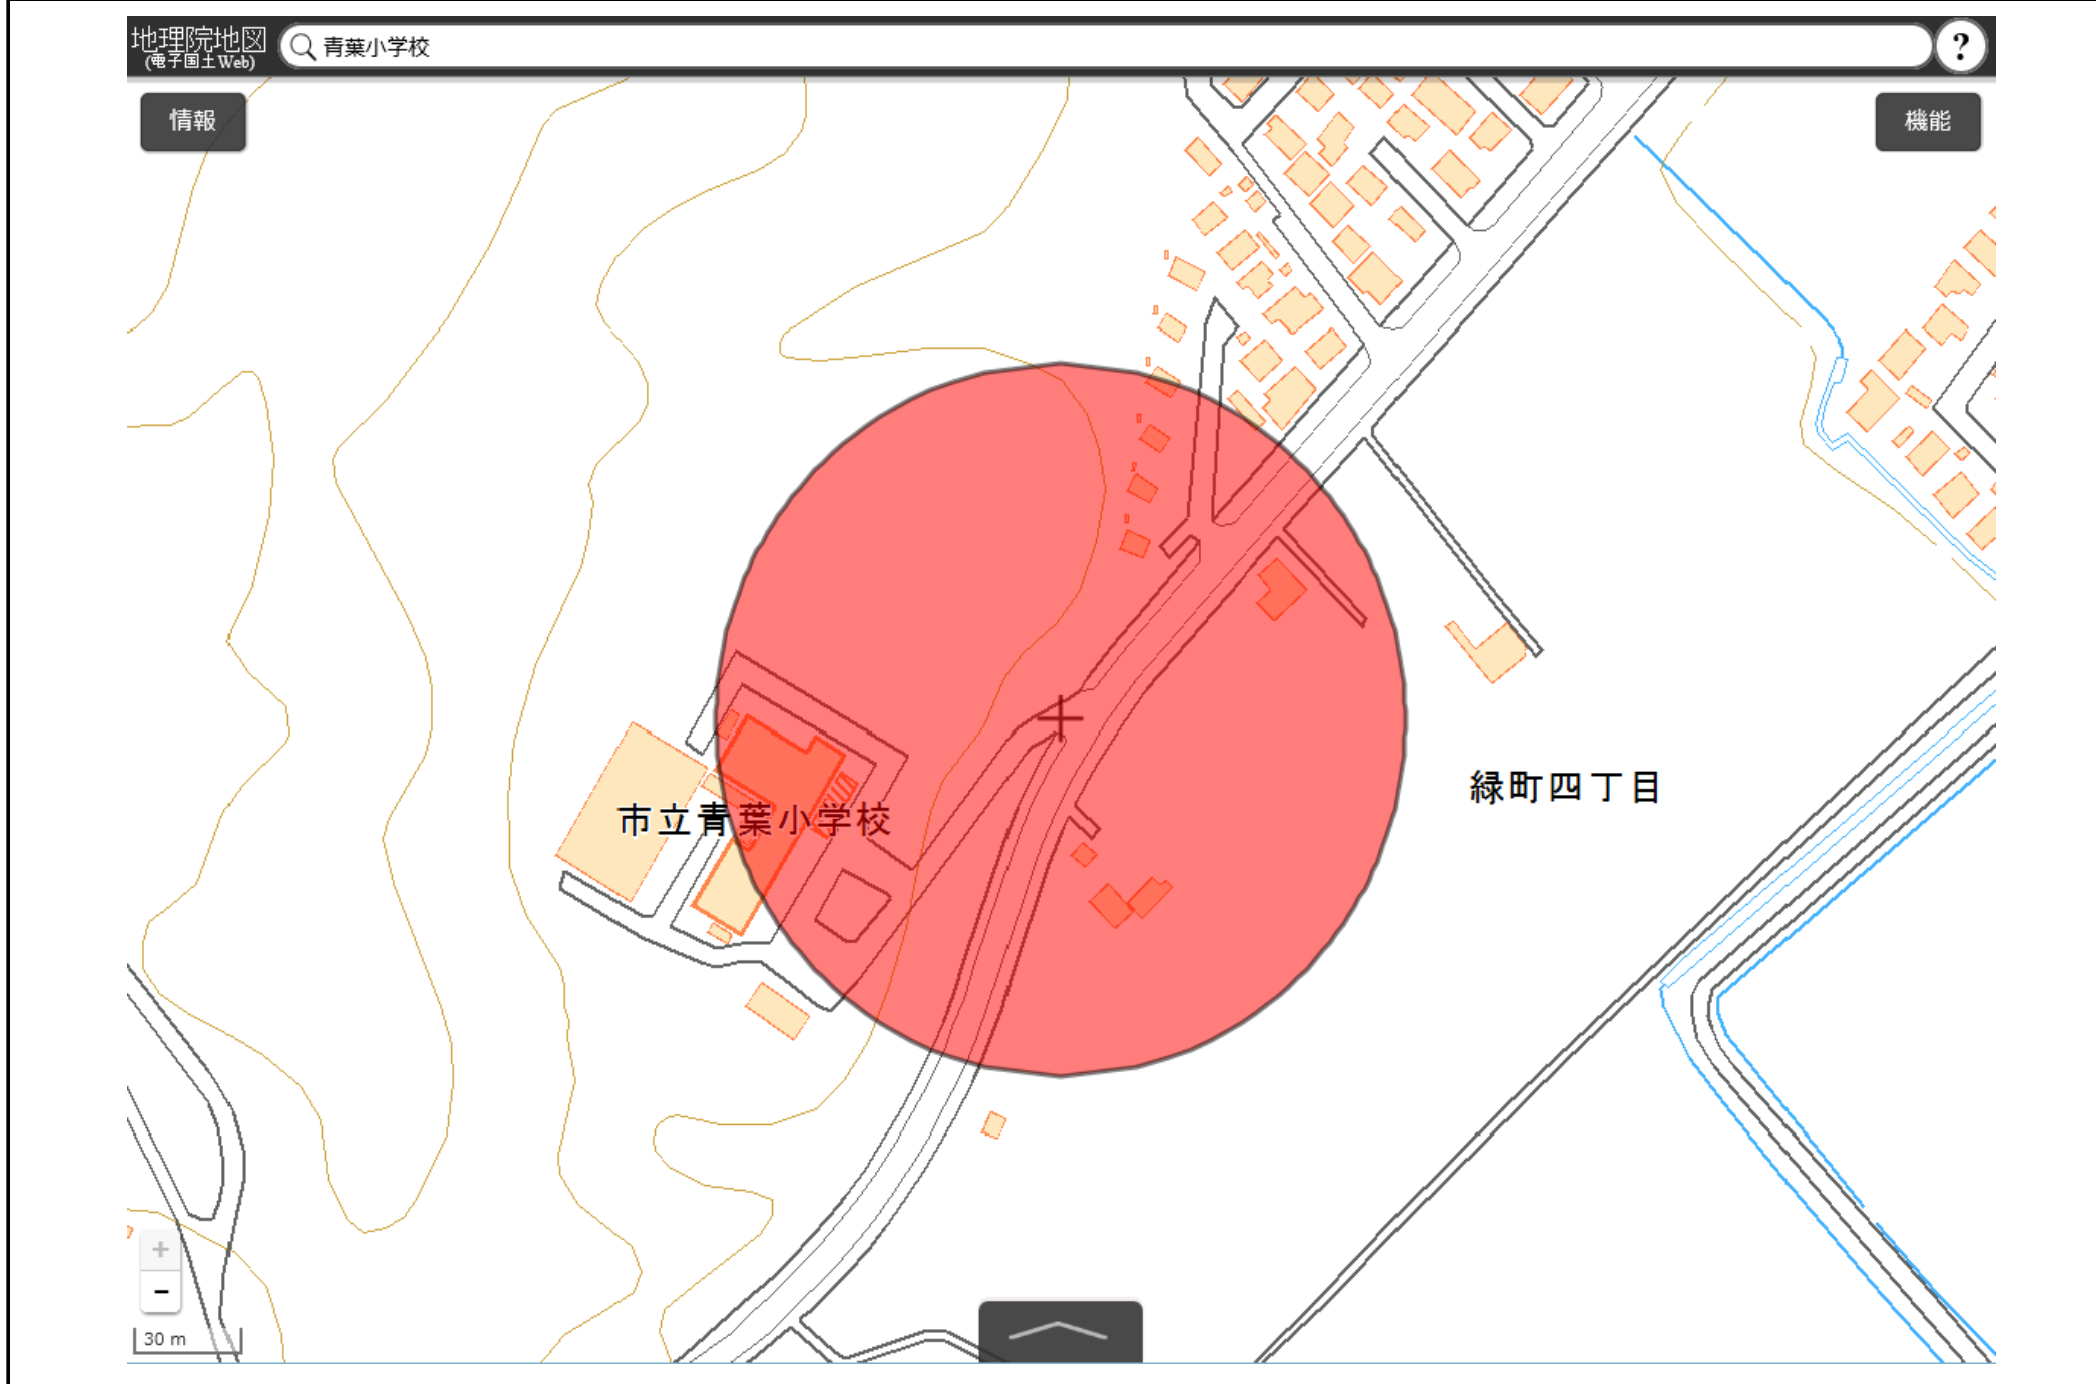 地理院地図
(電子国土Web)
青葉小学校
?
情報
機能
緑町四丁目
市立青葉小学校
+
−
30 m